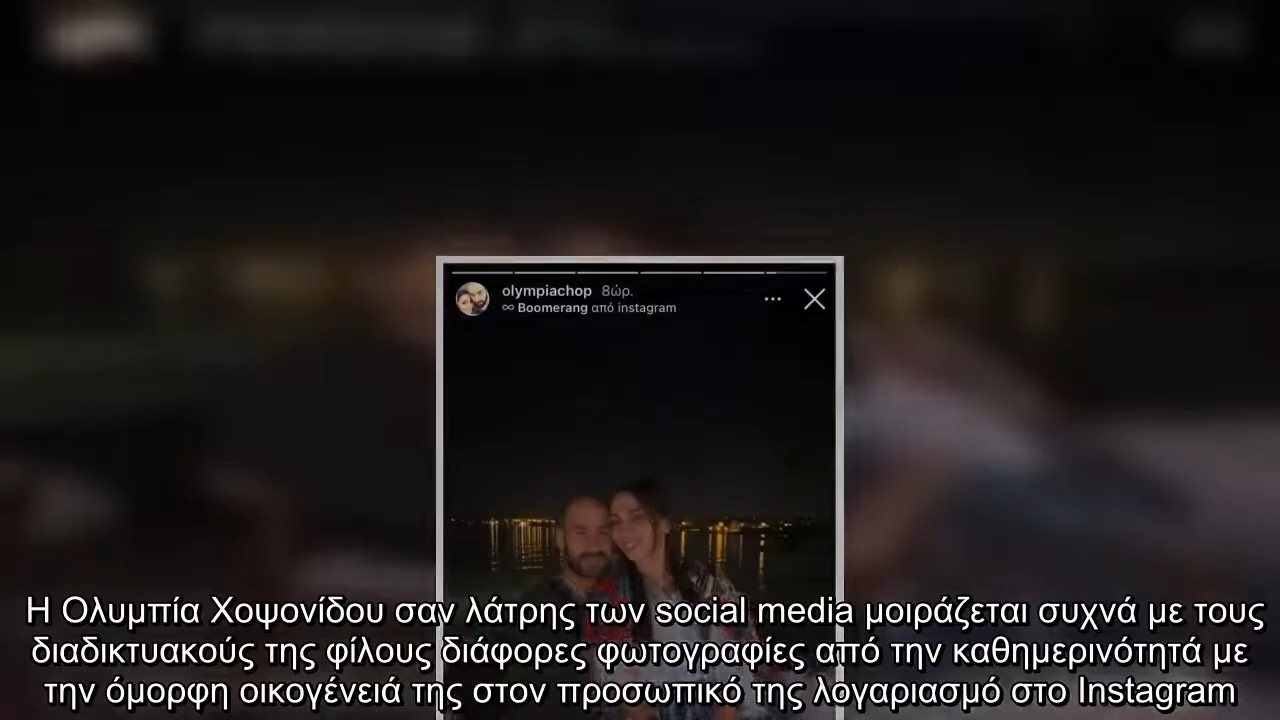 olympiachop 8ώρ.
∞ Boomerang από instagram
Η Ολυμπία Χοψονίδου σαν λάτρης των social media μοιράζεται συχνά με τους
διαδικτυακούς της φίλους διάφορες φωτογραφίες από την καθημερινότητά με
την όμορφη οικογένειά της στον προσωπικό της λογαριασμό στο Instagram